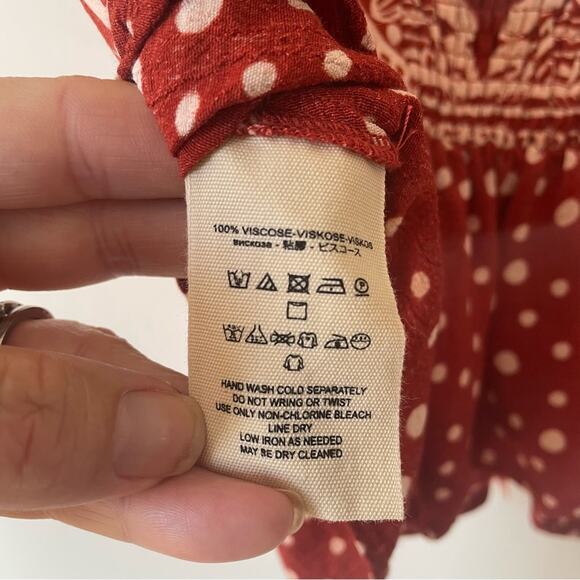 100% VISCOSE-VISKOSE-VISKOS
вискоза - 粘膠 - ビスコース
HAND WASH COLD SEPARATELY
DO NOT WRING OR TWIST
USE ONLY NON-CHLORINE BLEACH
LINE DRY
LOW IRON AS NEEDED
MAY BE DRY CLEANED